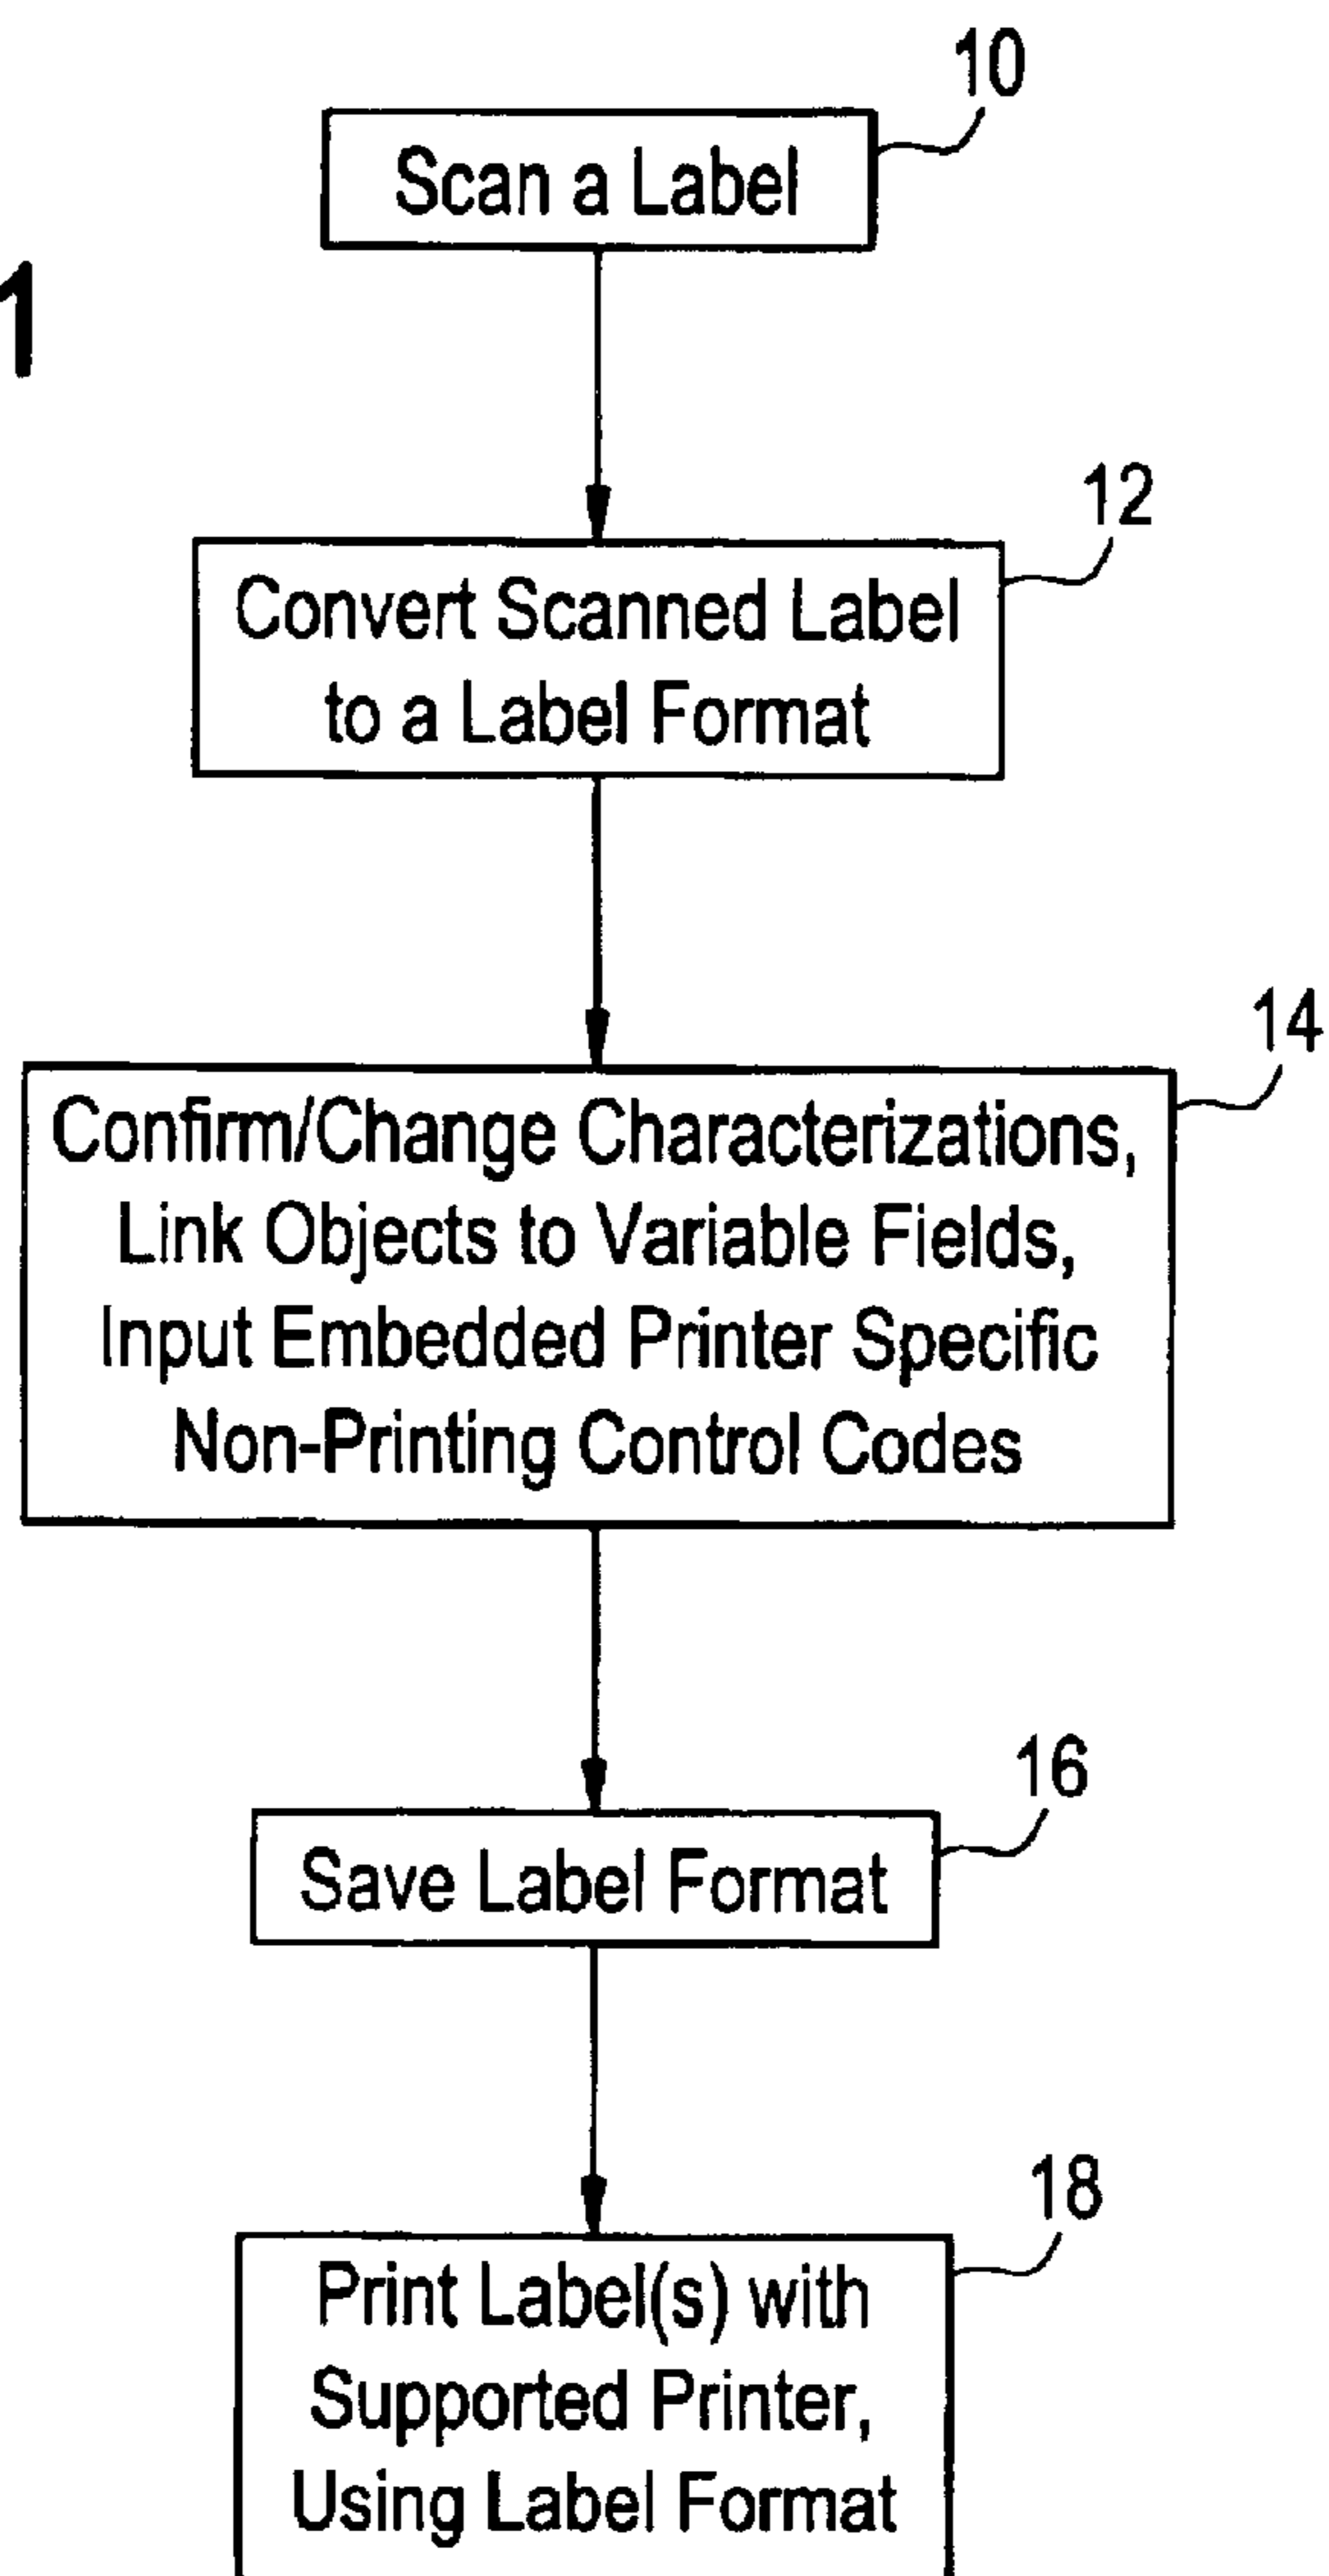 10
Scan a Label
1
12
Convert Scanned Label
to a Label Format
14
Confirm/Change Characterizations,
Link Objects to Variable Fields,
Input Embedded Printer Specific
Non-Printing Control Codes
16
Save Label Format
18
Print Label(s) with
Supported Printer,
Using Label Format